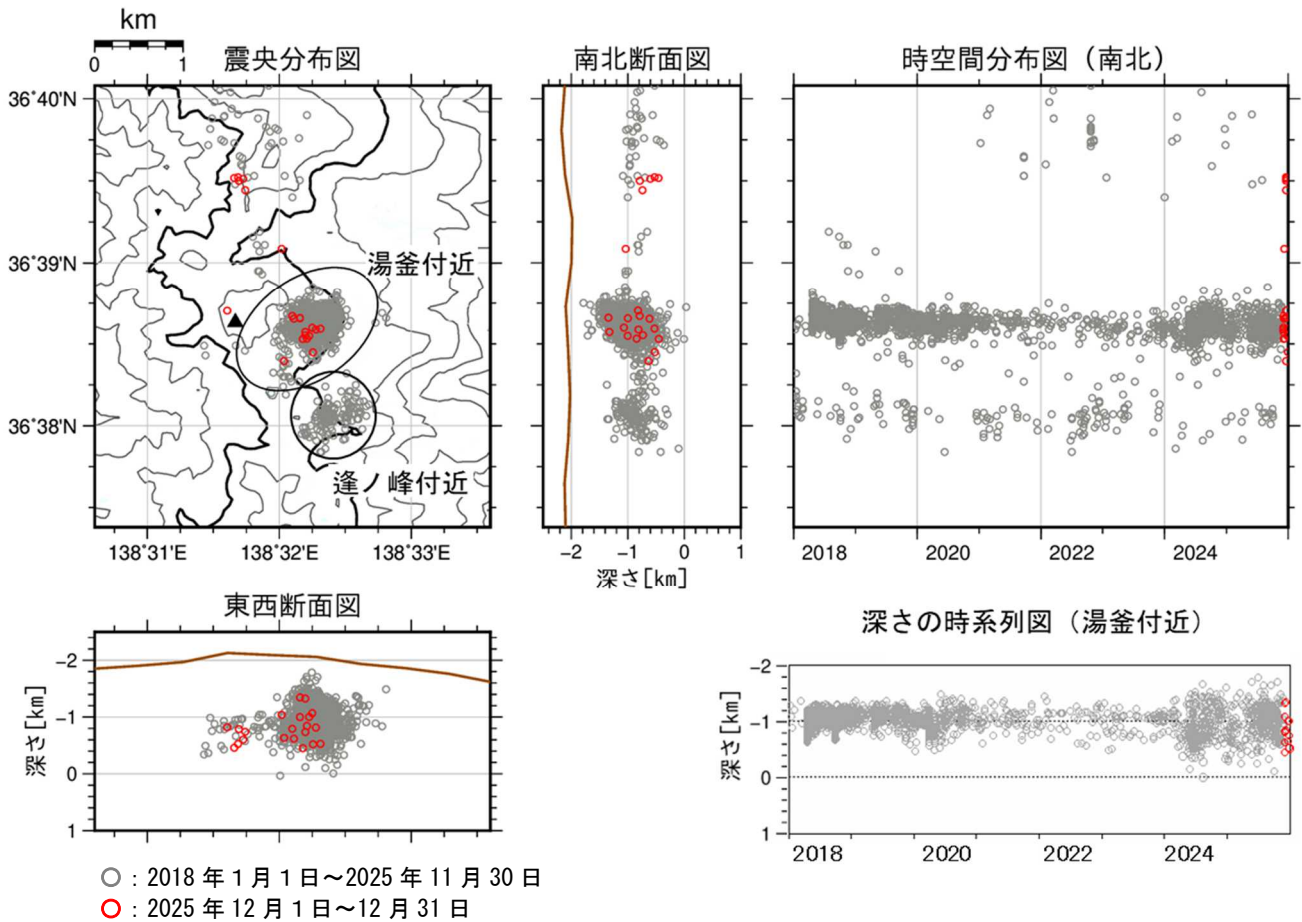 km
0 1
震央分布図
南北断面図
時空間分布図（南北）
36°40'N
36°39'N
36°38'N
湯釜付近
逢ノ峰付近
138°31'E 138°32'E 138°33'E
−2 −1 0 1
深さ[km]
2018 2020 2022 2024
東西断面図
深さの時系列図（湯釜付近）
−2
−1
0
1
深さ[km]
−2
−1
0
1
深さ[km]
2018 2020 2022 2024
○：2018 年 1 月 1 日～2025 年 11 月 30 日
○：2025 年 12 月 1 日～12 月 31 日